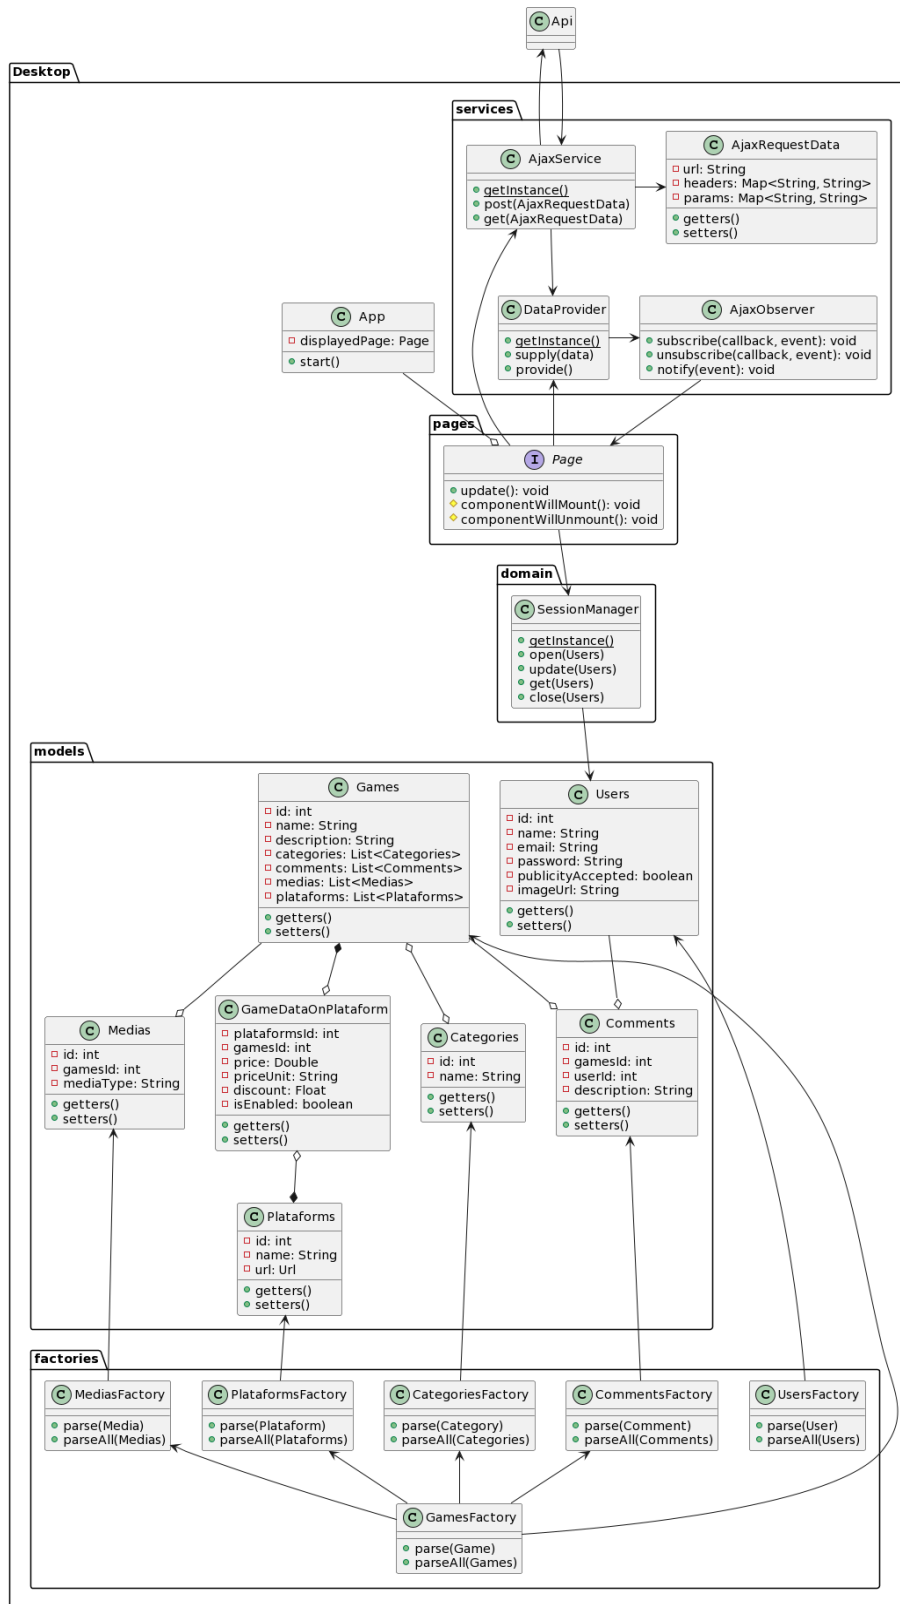 C Api
Desktop
services
C AjaxService
getInstance()
post(AjaxRequestData)
get(AjaxRequestData)
C AjaxRequestData
url: String
headers: Map<String, String>
params: Map<String, String>
getters()
setters()
C App
displayedPage: Page
start()
C DataProvider
getInstance()
supply(data)
provide()
C AjaxObserver
subscribe(callback, event): void
unsubscribe(callback, event): void
notify(event): void
pages
I Page
update(): void
componentWillMount(): void
componentWillUnmount(): void
domain
C SessionManager
getInstance()
open(Users)
update(Users)
get(Users)
close(Users)
models
C Games
id: int
name: String
description: String
categories: List<Categories>
comments: List<Comments>
medias: List<Medias>
plataforms: List<Plataforms>
getters()
setters()
C Users
id: int
name: String
email: String
password: String
publicityAccepted: boolean
imageUrl: String
getters()
setters()
C Medias
id: int
gamesId: int
mediaType: String
getters()
setters()
C GameDataOnPlataform
plataformsId: int
gamesId: int
price: Double
priceUnit: String
discount: Float
isEnabled: boolean
getters()
setters()
C Categories
id: int
name: String
getters()
setters()
C Comments
id: int
gamesId: int
userId: int
description: String
getters()
setters()
C Plataforms
id: int
name: String
url: Url
getters()
setters()
factories
C MediasFactory
parse(Media)
parseAll(Medias)
C PlataformsFactory
parse(Plataform)
parseAll(Plataforms)
C CategoriesFactory
parse(Category)
parseAll(Categories)
C CommentsFactory
parse(Comment)
parseAll(Comments)
C UsersFactory
parse(User)
parseAll(Users)
C GamesFactory
parse(Game)
parseAll(Games)